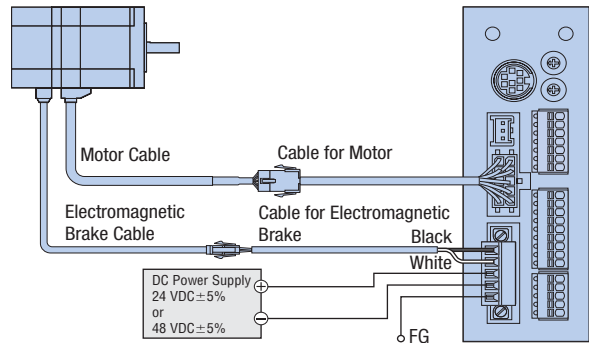 Motor Cable
Cable for Motor
Electromagnetic
Brake Cable
Cable for Electromagnetic
Brake
Black
White
DC Power Supply
24 VDC±5%
or
48 VDC±5%
+
−
FG